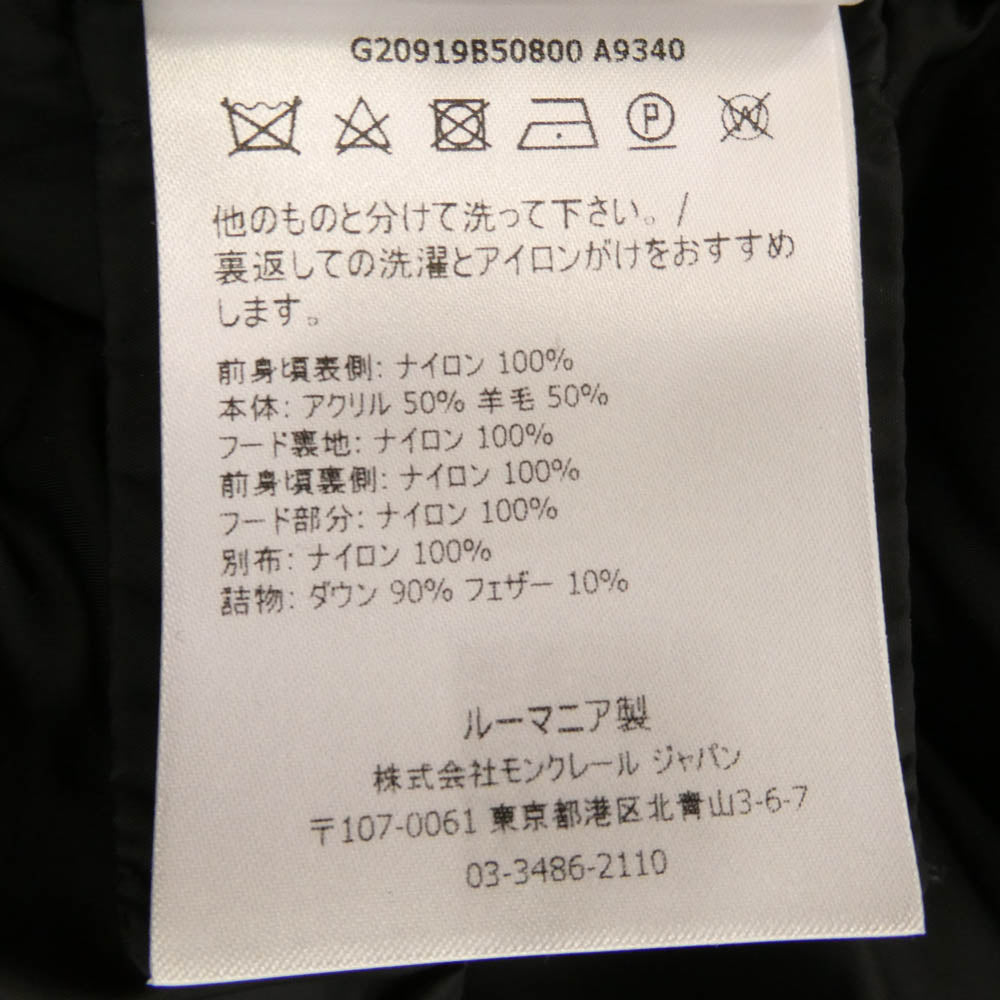 G20919B50800 A9340
P W
他のものと分けて洗って下さい。/
裏返しての洗濯とアイロンがけをおすすめ
します。
前身頃表側: ナイロン 100%
本体: アクリル 50% 羊毛 50%
フード裏地: ナイロン 100%
前身頃裏側: ナイロン 100%
フード部分: ナイロン 100%
別布: ナイロン 100%
詰物: ダウン 90% フェザー 10%
ルーマニア製
株式会社モンクレール ジャパン
〒107-0061 東京都港区北青山3-6-7
03-3486-2110